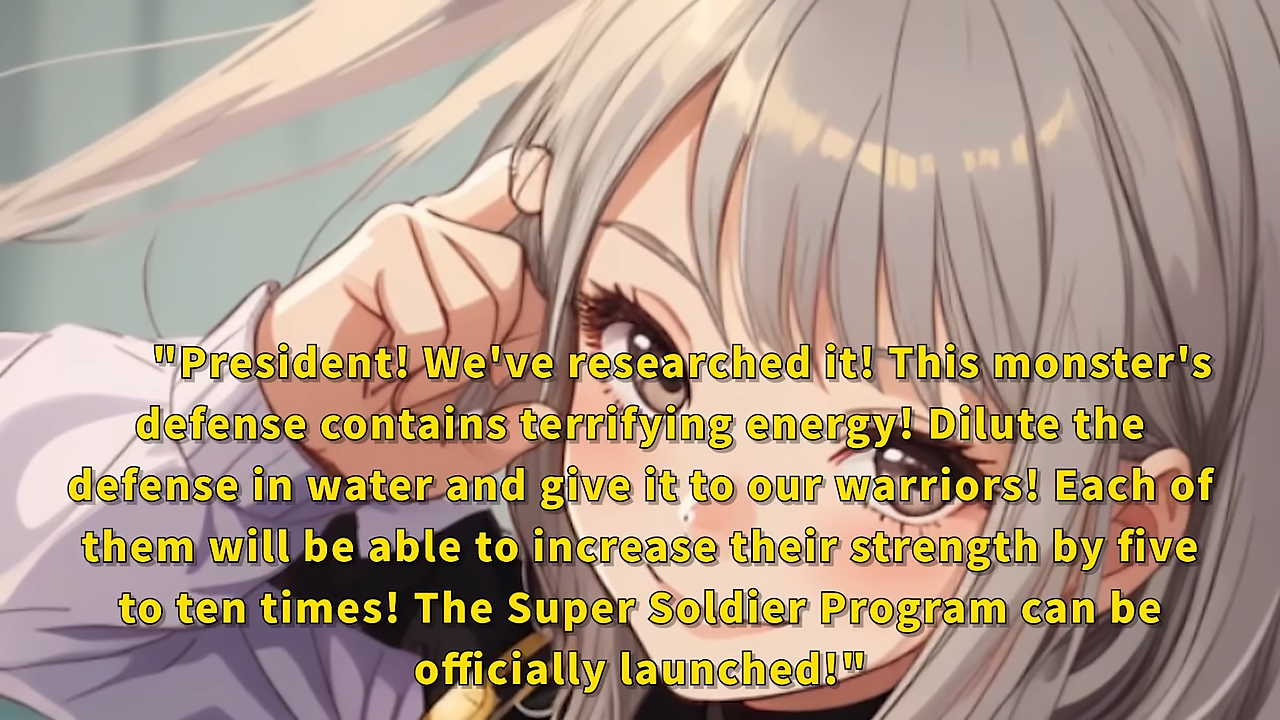 "President! We've researched it! This monster's
defense contains terrifying energy! Dilute the
defense in water and give it to our warriors! Each of
them will be able to increase their strength by five
to ten times! The Super Soldier Program can be
officially launched!"